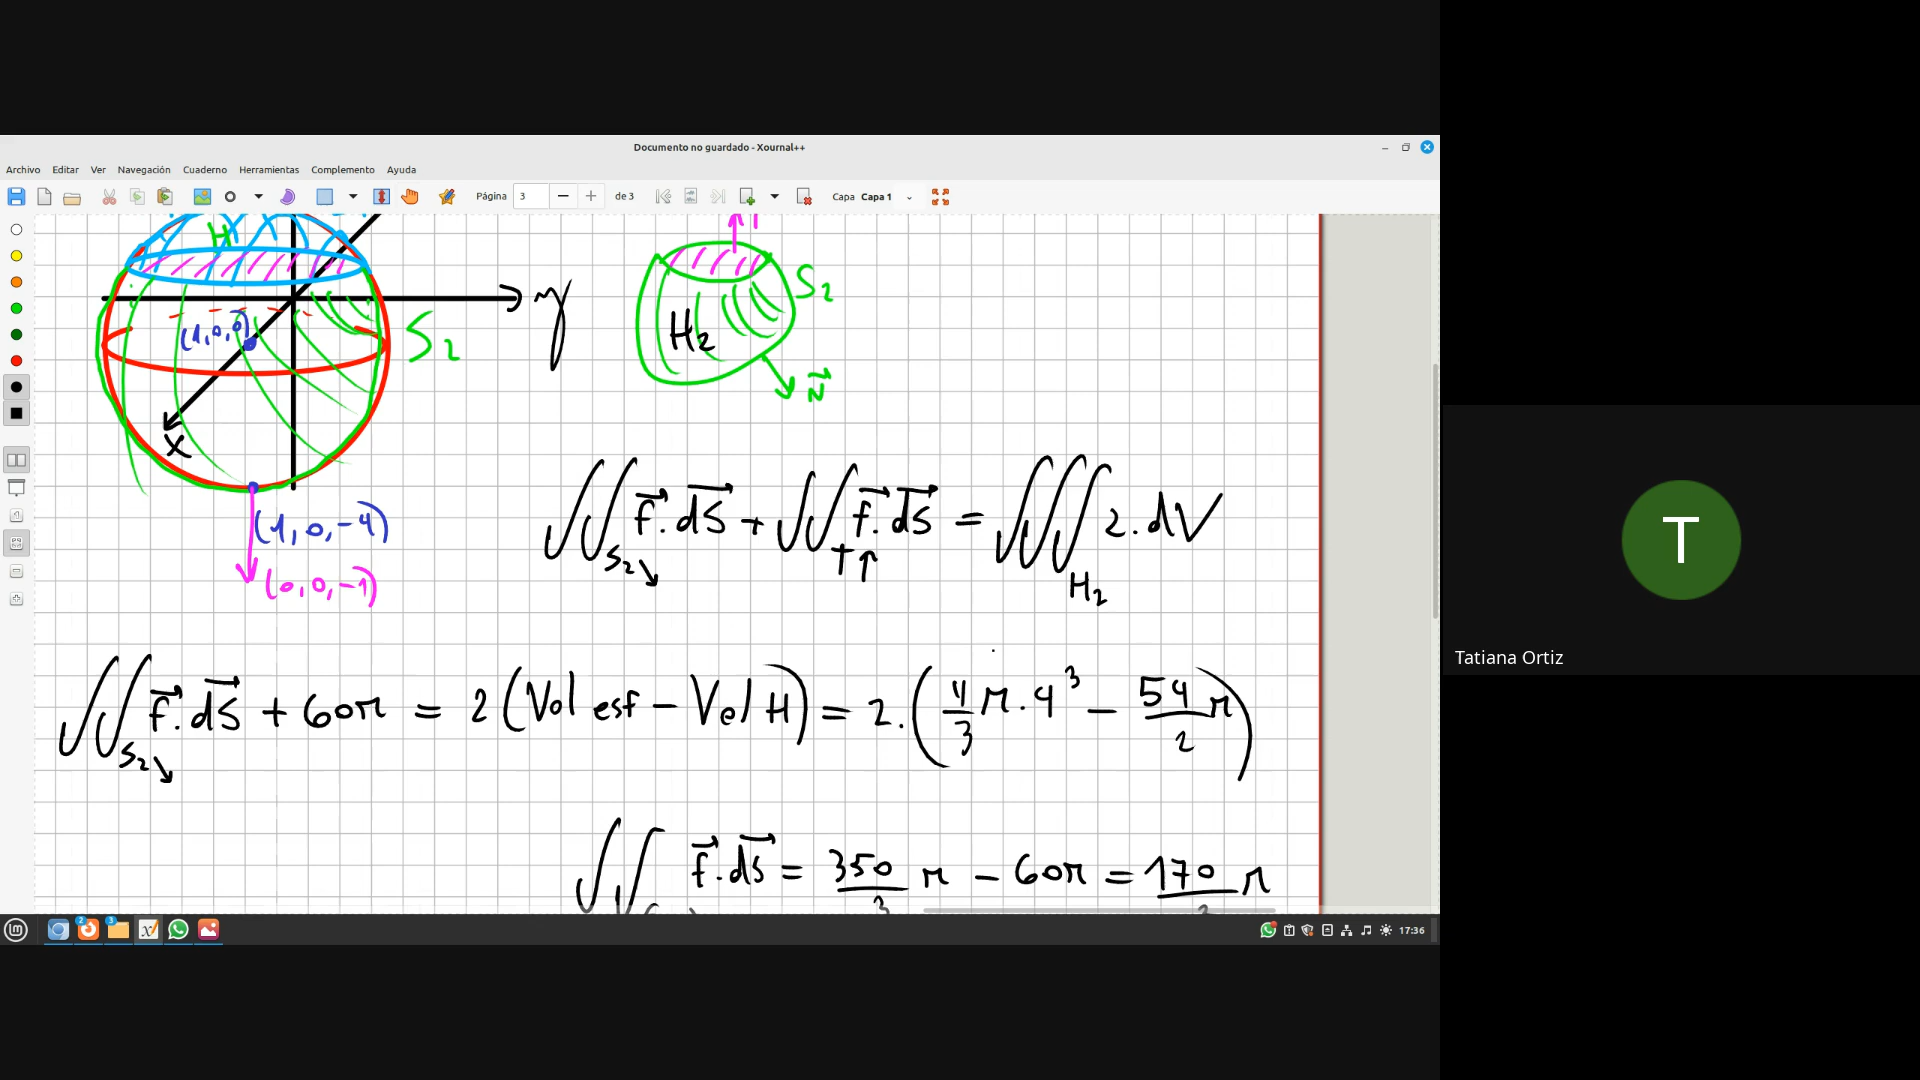 Documento no guardado - Xournal++
Archivo Editar Ver Navegación Cuaderno Herramientas Complemento Ayuda
Página 3 de 3 Capa Capa 1
H
y
S₂
(1,0,0)
x
(1,0,-4)
(0,0,-1)
S₂
H₂
N⃗
∬_{S₂↘} f⃗.dS⃗ + ∬_{T↑} f⃗.dS⃗ = ∭_{H₂} 2.dV
∬_{S₂↘} f⃗.dS⃗ + 60π = 2 (Vol esf - Vol H) = 2.(4/3 π.4³ - 54/2 π)
∬ f⃗.dS⃗ = 350/3 π - 60π = 170/3 π
17:36
T
Tatiana Ortiz